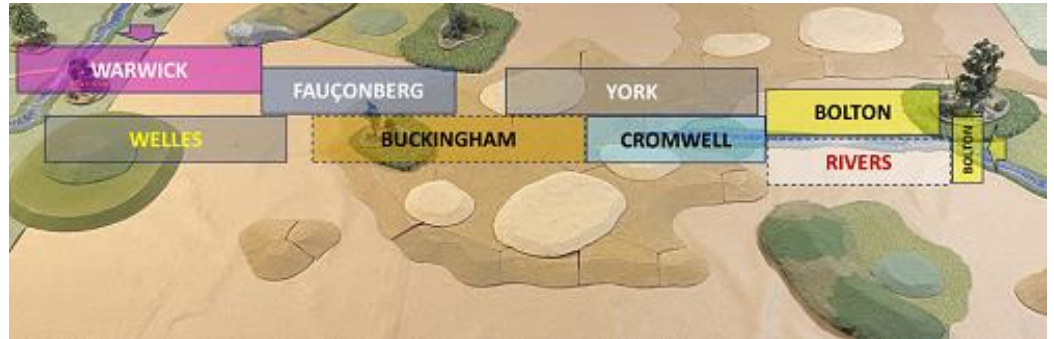 WARWICK
FAUÇONBERG
YORK
BOLTON
WELLES
BUCKINGHAM
CROMWELL
RIVERS
BOLTON